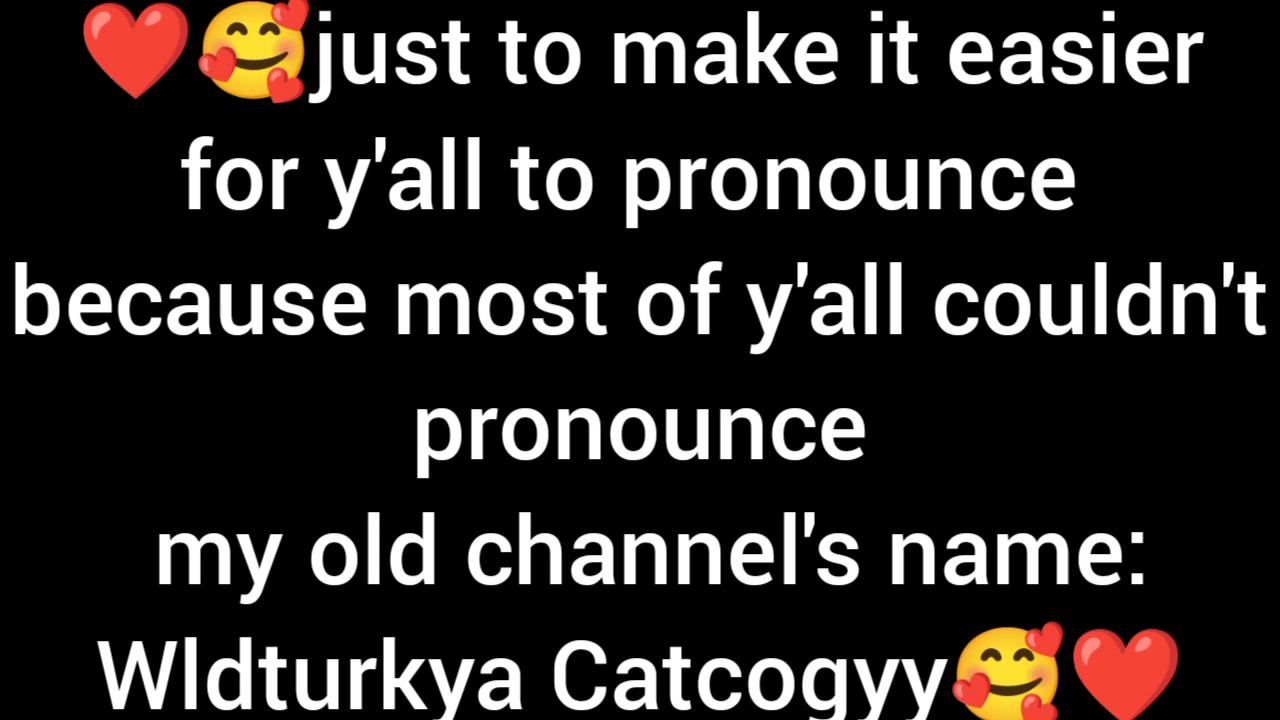 ❤️🥰just to make it easier
for y'all to pronounce
because most of y'all couldn't
pronounce
my old channel's name:
Wldturkya Catcogyy🥰❤️